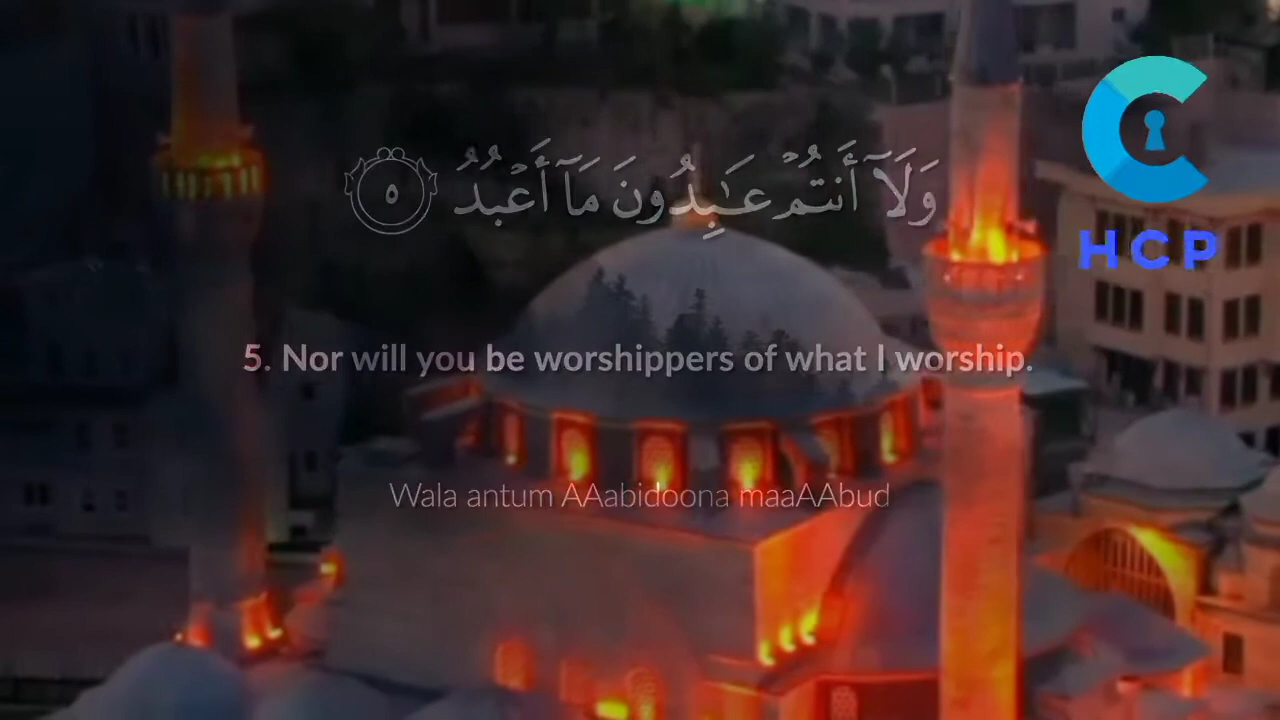 وَلَآ أَنتُمْ عَـٰبِدُونَ مَآ أَعْبُدُ ٥
HCP
5. Nor will you be worshippers of what I worship.
Wala antum AAabidoona maaAAbud